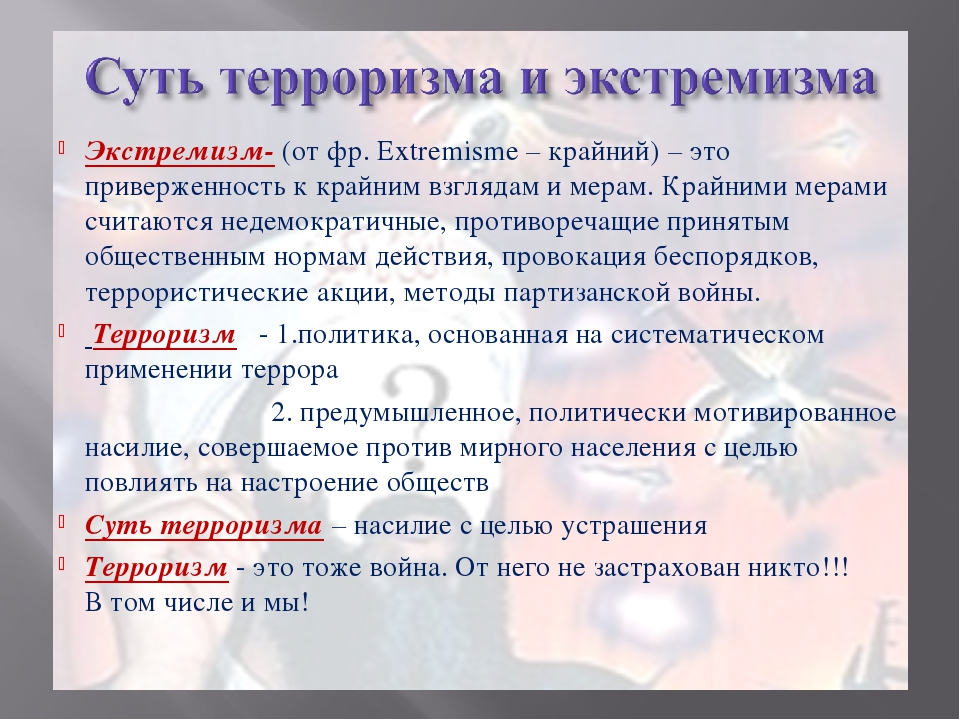 Суть терроризма и экстремизма
Экстремизм- (от фр. Extremisme – крайний) – это
приверженность к крайним взглядам и мерам. Крайними мерами
считаются недемократичные, противоречащие принятым
общественным нормам действия, провокация беспорядков,
террористические акции, методы партизанской войны.
Терроризм - 1.политика, основанная на систематическом
применении террора
2. предумышленное, политически мотивированное
насилие, совершаемое против мирного населения с целью
повлиять на настроение обществ
Суть терроризма – насилие с целью устрашения
Терроризм - это тоже война. От него не застрахован никто!!!
В том числе и мы!
?